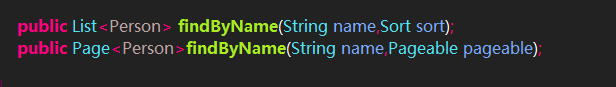 public List<Person> findByName(String name,Sort sort);
public Page<Person>findByName(String name,Pageable pageable);